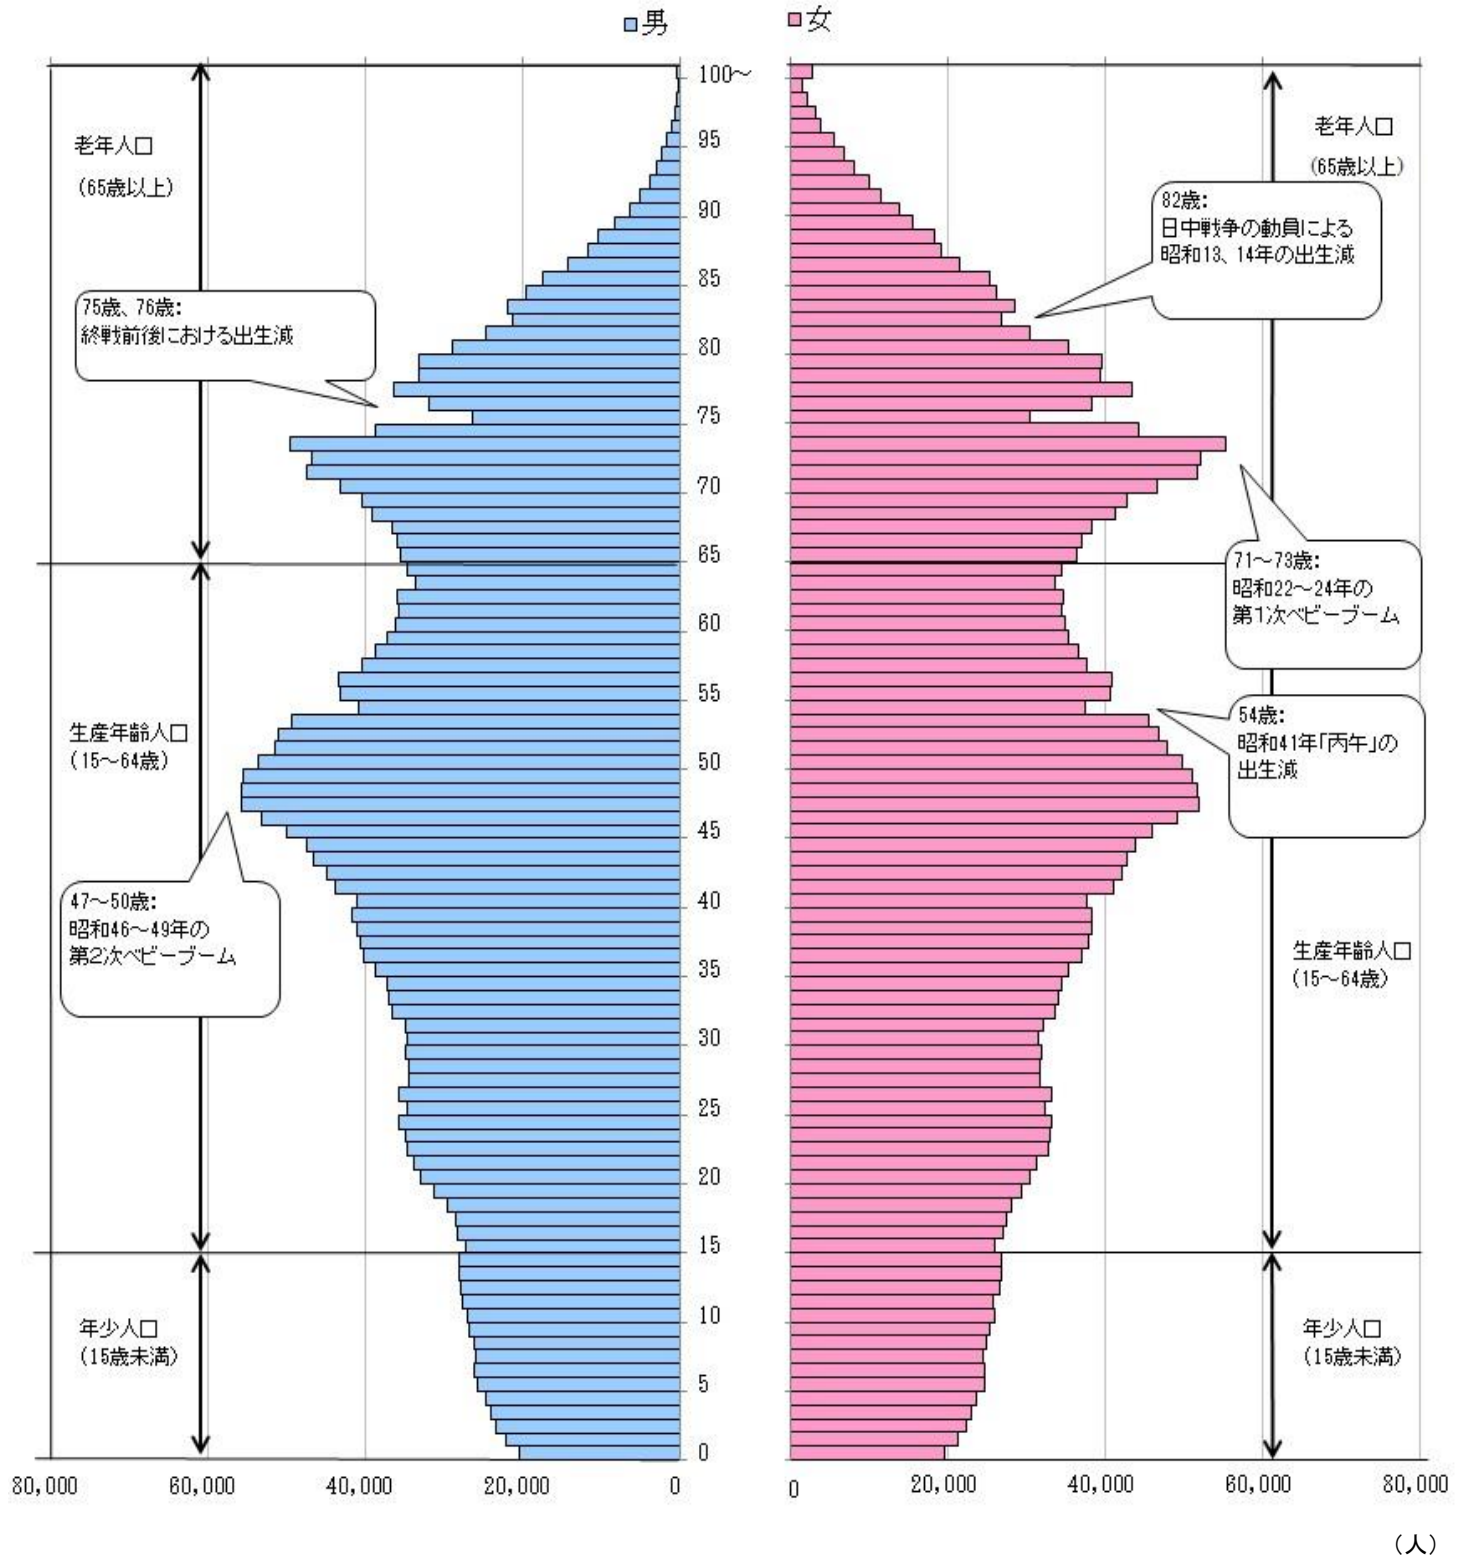 男
女
老年人口
(65歳以上)
老年人口
(65歳以上)
82歳:
日中戦争の動員による
昭和13、14年の出生減
75歳、76歳:
終戦前後における出生減
71～73歳:
昭和22～24年の
第1次ベビーブーム
54歳:
昭和41年｢丙午｣の
出生減
生産年齢人口
(15～64歳)
47～50歳:
昭和46～49年の
第2次ベビーブーム
生産年齢人口
(15～64歳)
年少人口
(15歳未満)
年少人口
(15歳未満)
100～
95
90
85
80
75
70
65
60
55
50
45
40
35
30
25
20
15
10
5
0
80,000 60,000 40,000 20,000 0
0 20,000 40,000 60,000 80,000
(人)